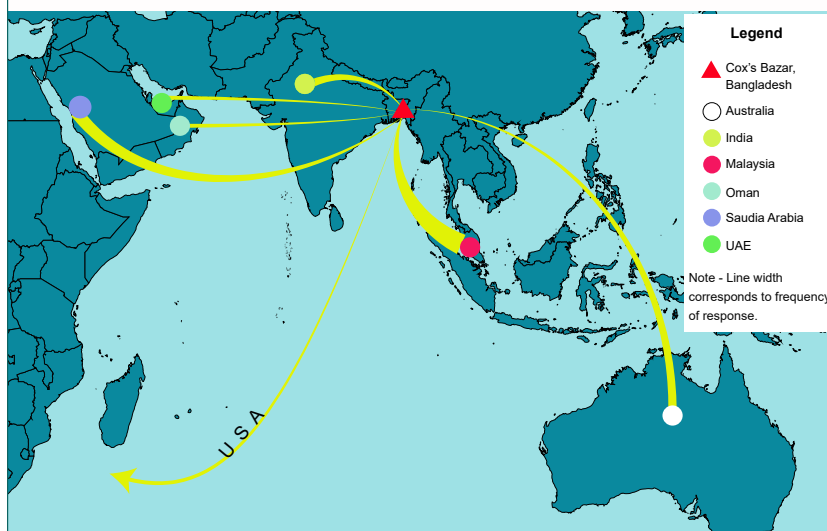 Legend
Cox's Bazar,
Bangladesh
Australia
India
Malaysia
Oman
Saudia Arabia
UAE
Note - Line width
corresponds to frequency
of response.
USA